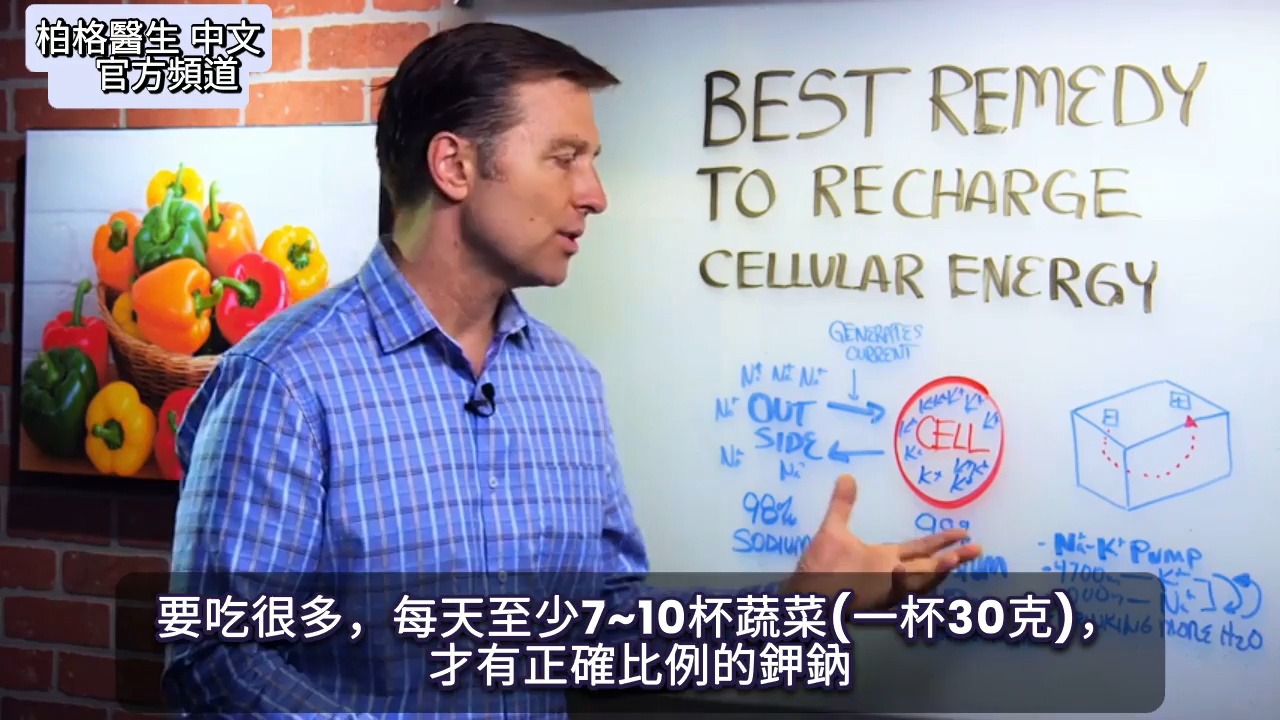 柏格醫生 中文
官方頻道
BEST REMEDY
TO RECHARGE
CELLULAR ENERGY
GENERATES
CURRENT
OUT
SIDE
CELL
98%
SODIUM
PUMP
MORE H₂O
要吃很多，每天至少7~10杯蔬菜(一杯30克)，
才有正確比例的鉀鈉